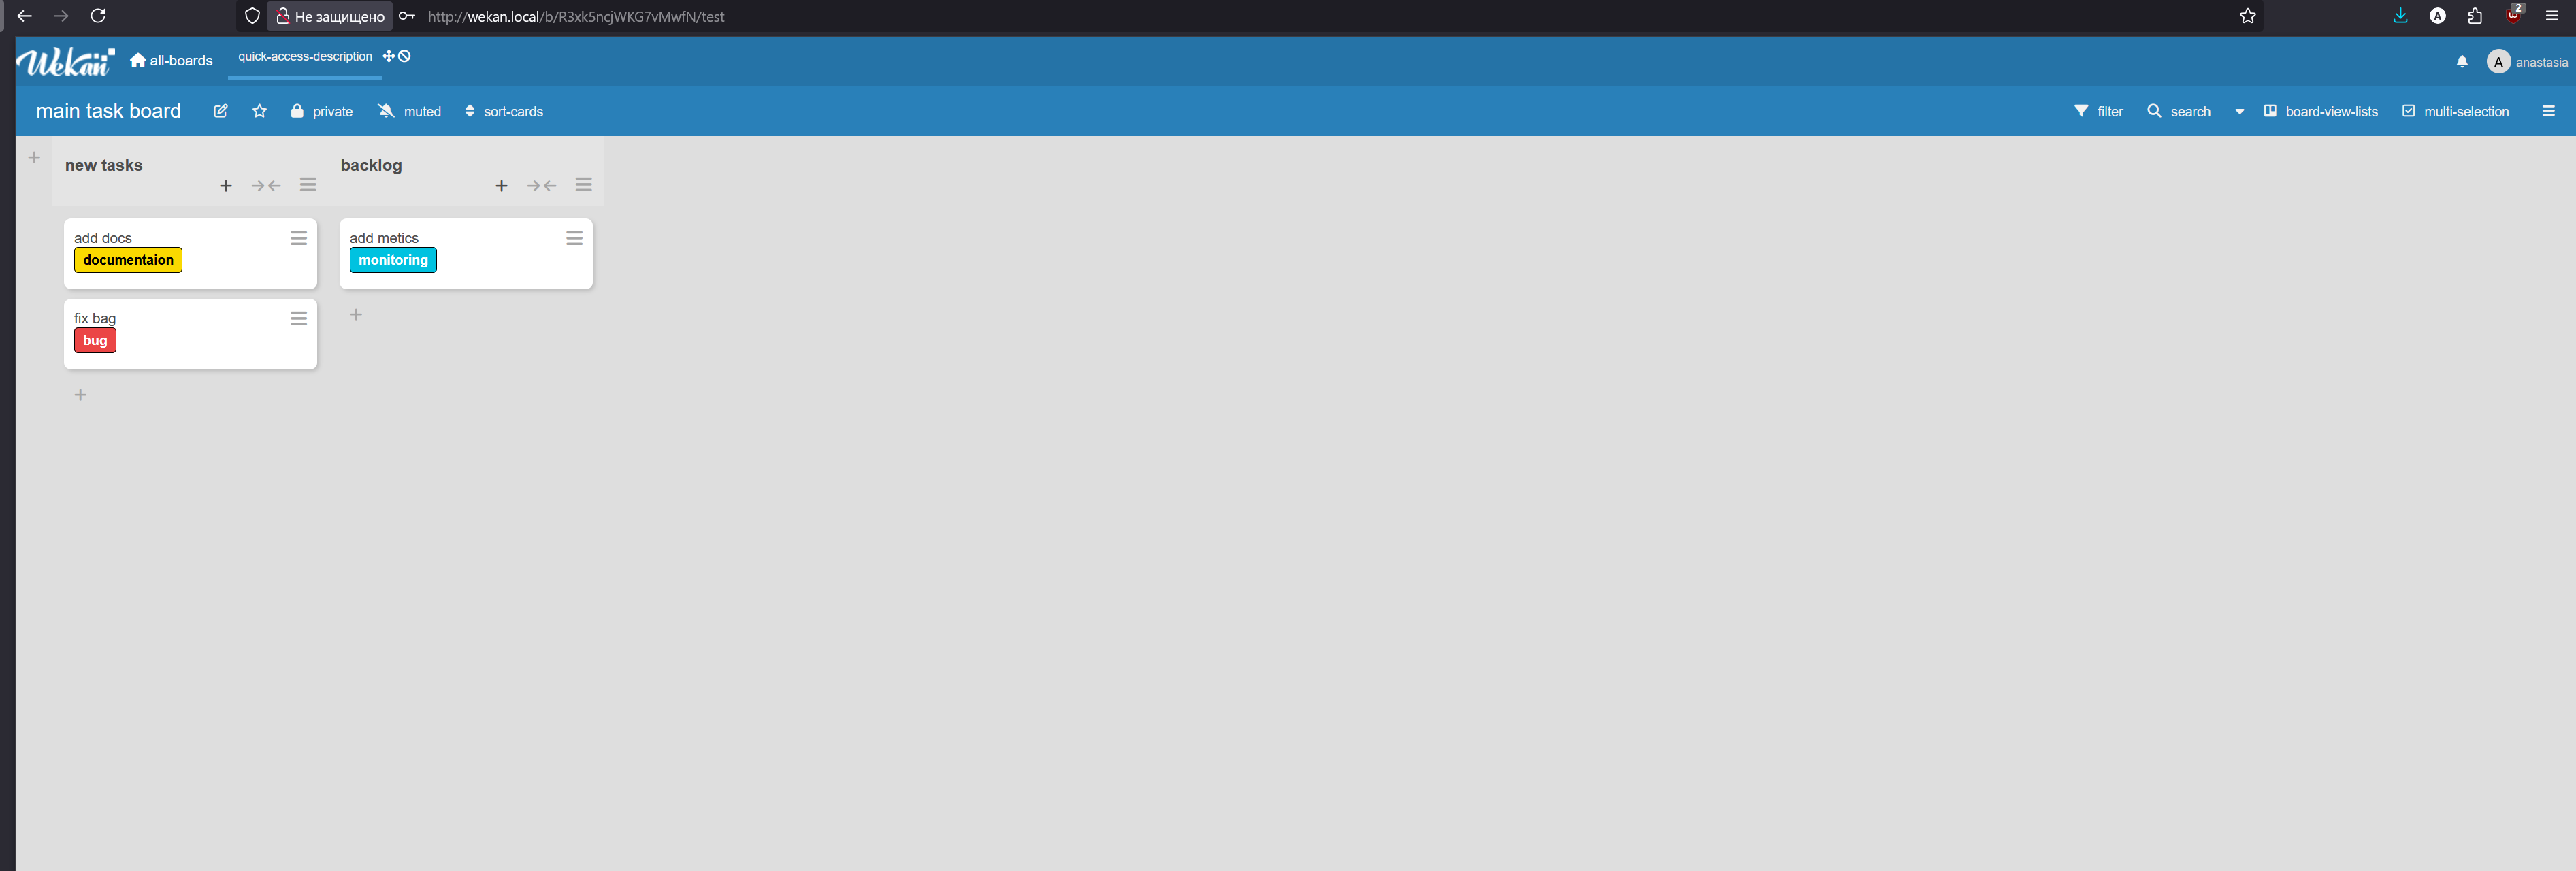 Не защищено http://wekan.local/b/R3xk5ncjWKG7vMwfN/test A 2
Wekan all-boards quick-access-description A anastasia
main task board private muted sort-cards filter search board-view-lists multi-selection
new tasks
backlog
add docs
documentaion
fix bag
bug
add metics
monitoring